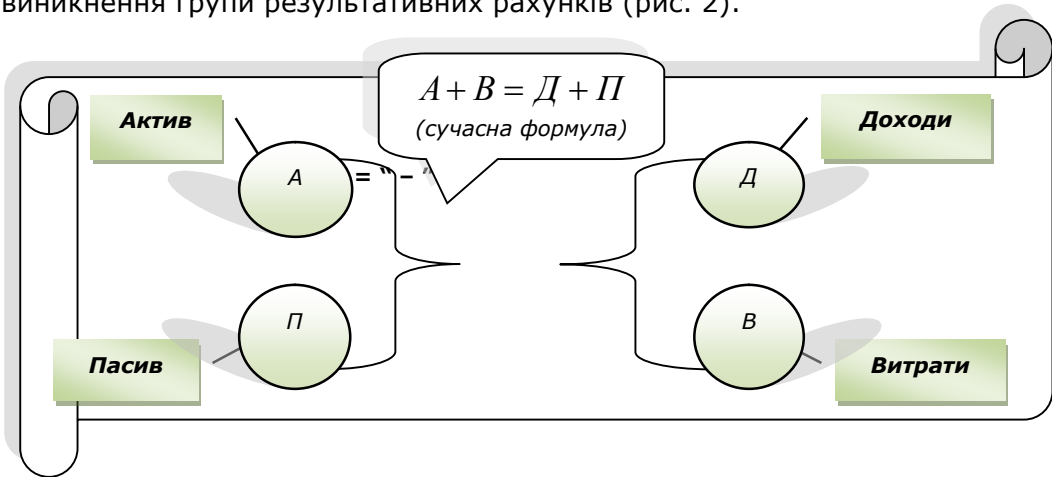 виникнення групи результативних рахунків (рис. 2).
А + В = Д + П
(сучасна формула)
Актив
Доходи
А
= “ – ”
Д
П
В
Пасив
Витрати